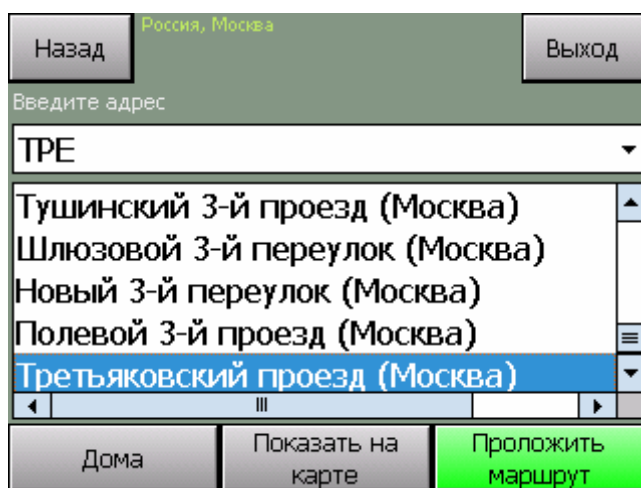 Назад
Россия, Москва
Выход
Введите адрес
ТРЕ
Тушинский 3-й проезд (Москва)
Шлюзовой 3-й переулок (Москва)
Новый 3-й переулок (Москва)
Полевой 3-й проезд (Москва)
Третьяковский проезд (Москва)
Дома
Показать на
карте
Проложить
маршрут